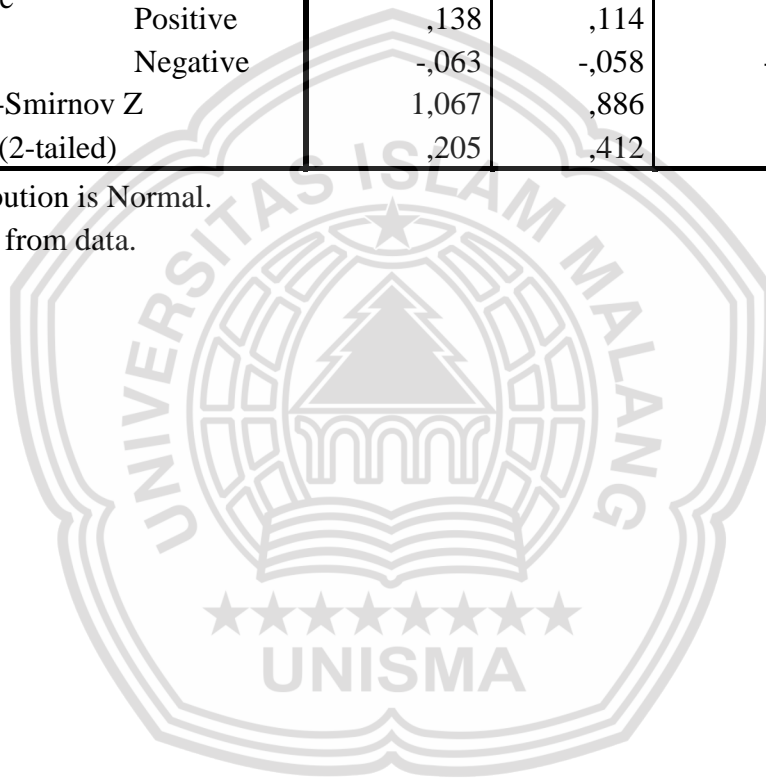 Positive ,138 ,114
Negative -,063 -,058 -
-Smirnov Z 1,067 ,886
(2-tailed) ,205 ,412
bution is Normal.
from data.
UNIVERSITAS ISLAM MALANG
UNISMA